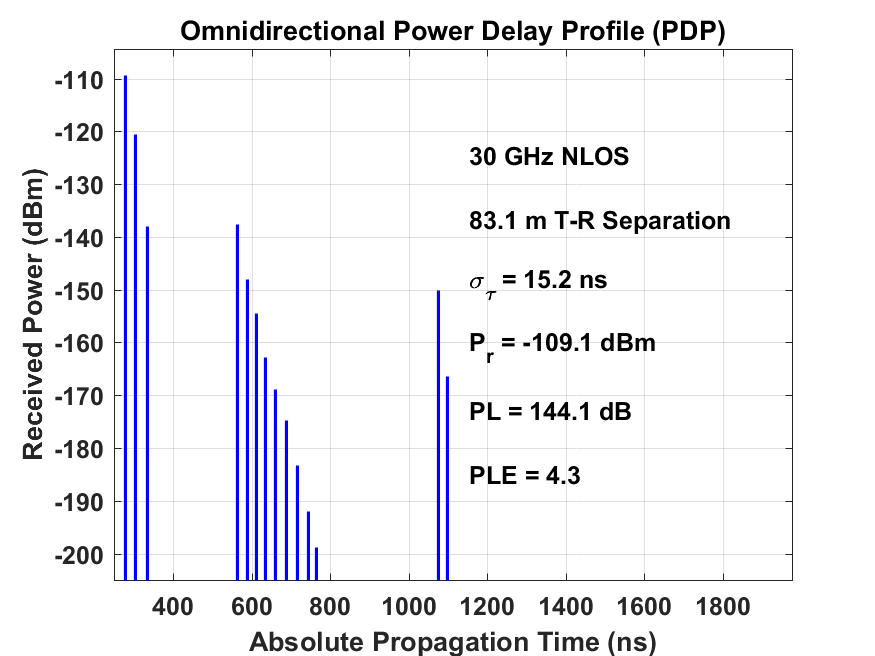 Omnidirectional Power Delay Profile (PDP)
Received Power (dBm)
-110
-120
-130
-140
-150
-160
-170
-180
-190
-200
30 GHz NLOS
83.1 m T-R Separation
σ_τ = 15.2 ns
P_r = -109.1 dBm
PL = 144.1 dB
PLE = 4.3
400 600 800 1000 1200 1400 1600 1800
Absolute Propagation Time (ns)